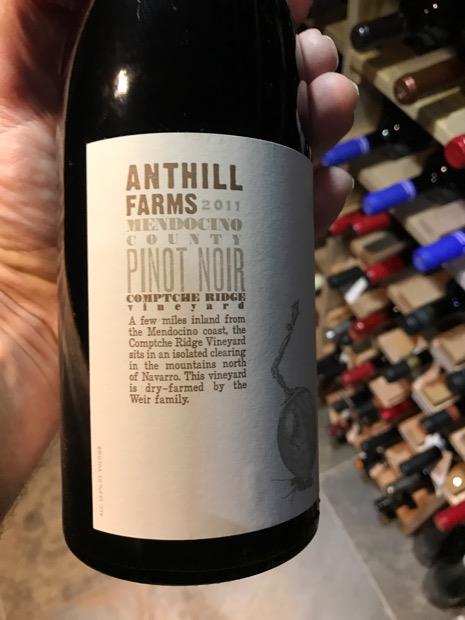 ANTHILL
FARMS 2011
MENDOCINO
COUNTY
PINOT NOIR
COMPTCHE RIDGE
vineyard
A few miles inland from
the Mendocino coast, the
Comptche Ridge Vineyard
sits in an isolated clearing
in the mountains north
of Navarro. This vineyard
is dry-farmed by the
Weir family.